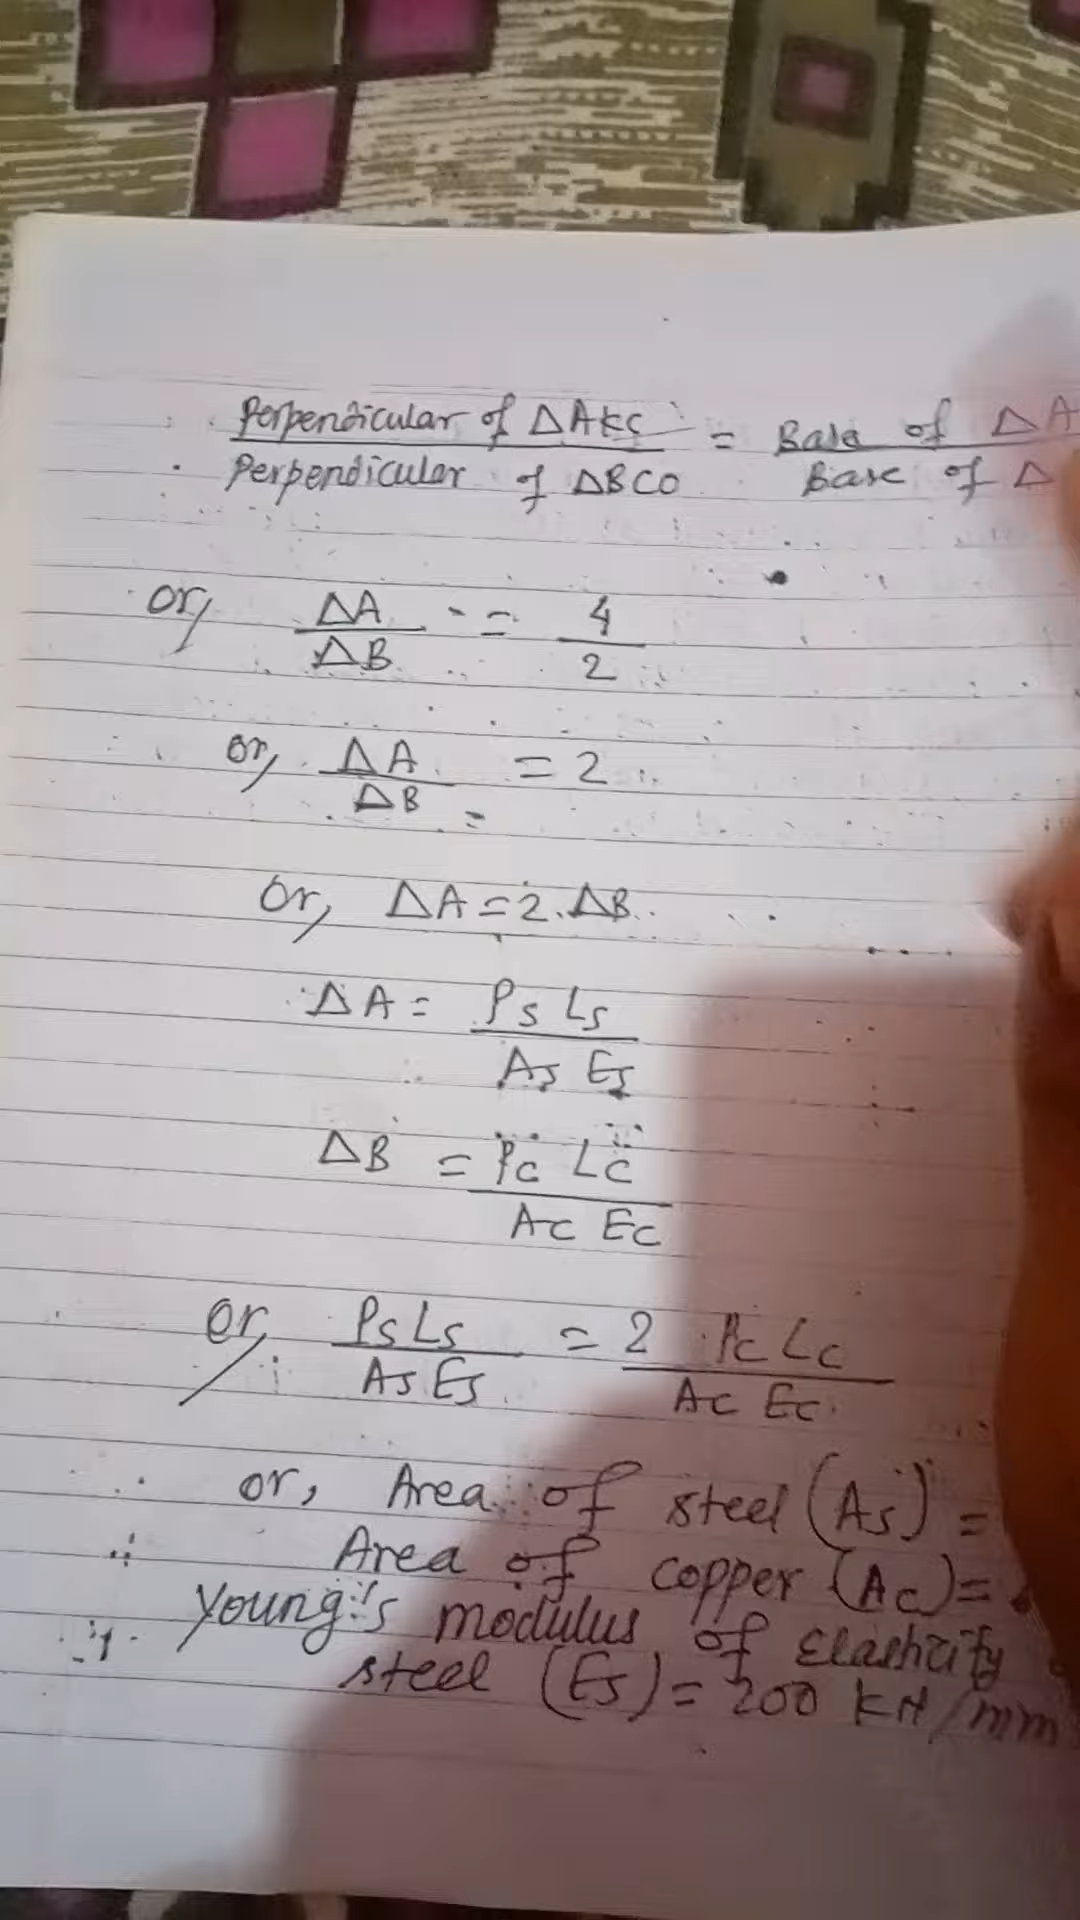 Perpendicular of ΔAKC = Base of ΔA
Perpendicular of ΔBCO Base of Δ
or, ΔA = 4
ΔB 2
or, ΔA = 2
ΔB =
or, ΔA = 2.ΔB
ΔA = Ps Ls
As Es
ΔB = Pc Lc
Ac Ec
or, Ps Ls = 2 Pc Lc
As Es Ac Ec
or, Area of steel (As) =
Area of copper (Ac) =
Young's modulus of Elasticity
steel (Es) = 200 kN/mm